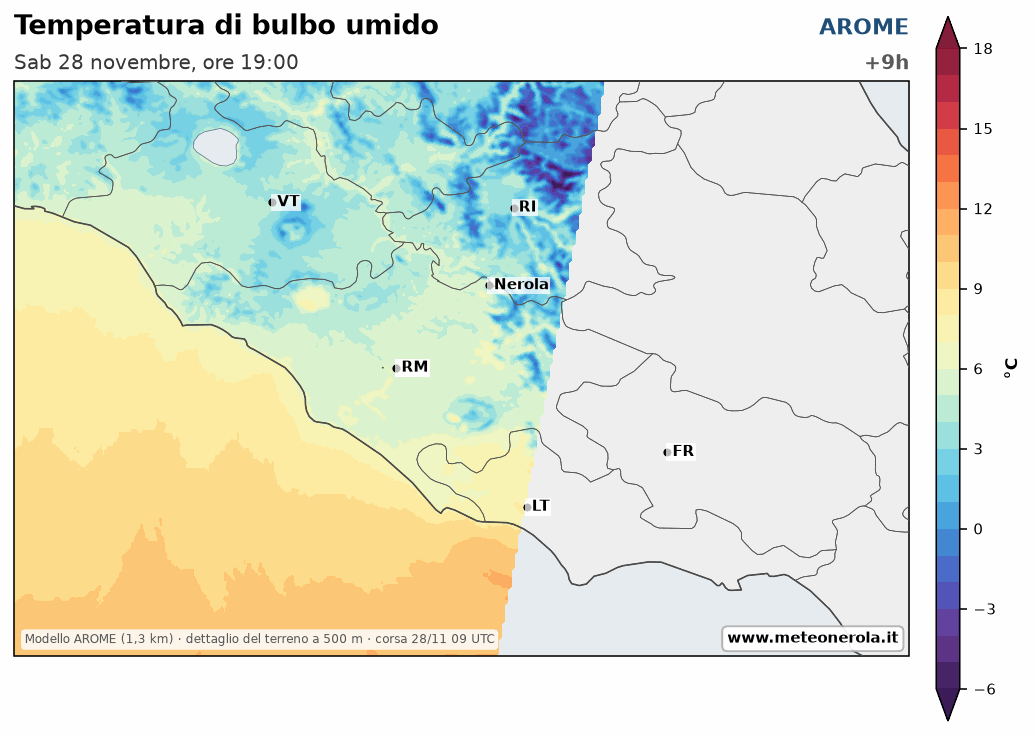 Temperatura di bulbo umido
AROME
Sab 28 novembre, ore 19:00
+9h
VT
RI
Nerola
RM
FR
LT
Modello AROME (1,3 km) · dettaglio del terreno a 500 m · corsa 28/11 09 UTC
www.meteonerola.it
18
15
12
9
6
3
0
−3
−6
°C